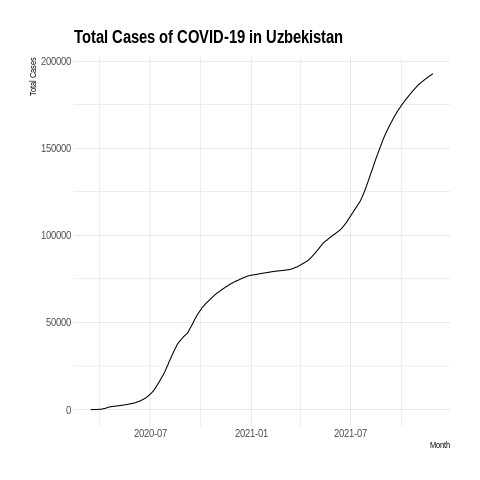 Total Cases of COVID-19 in Uzbekistan
Total Cases
200000
150000
100000
50000
0
2020-07 2021-01 2021-07
Month